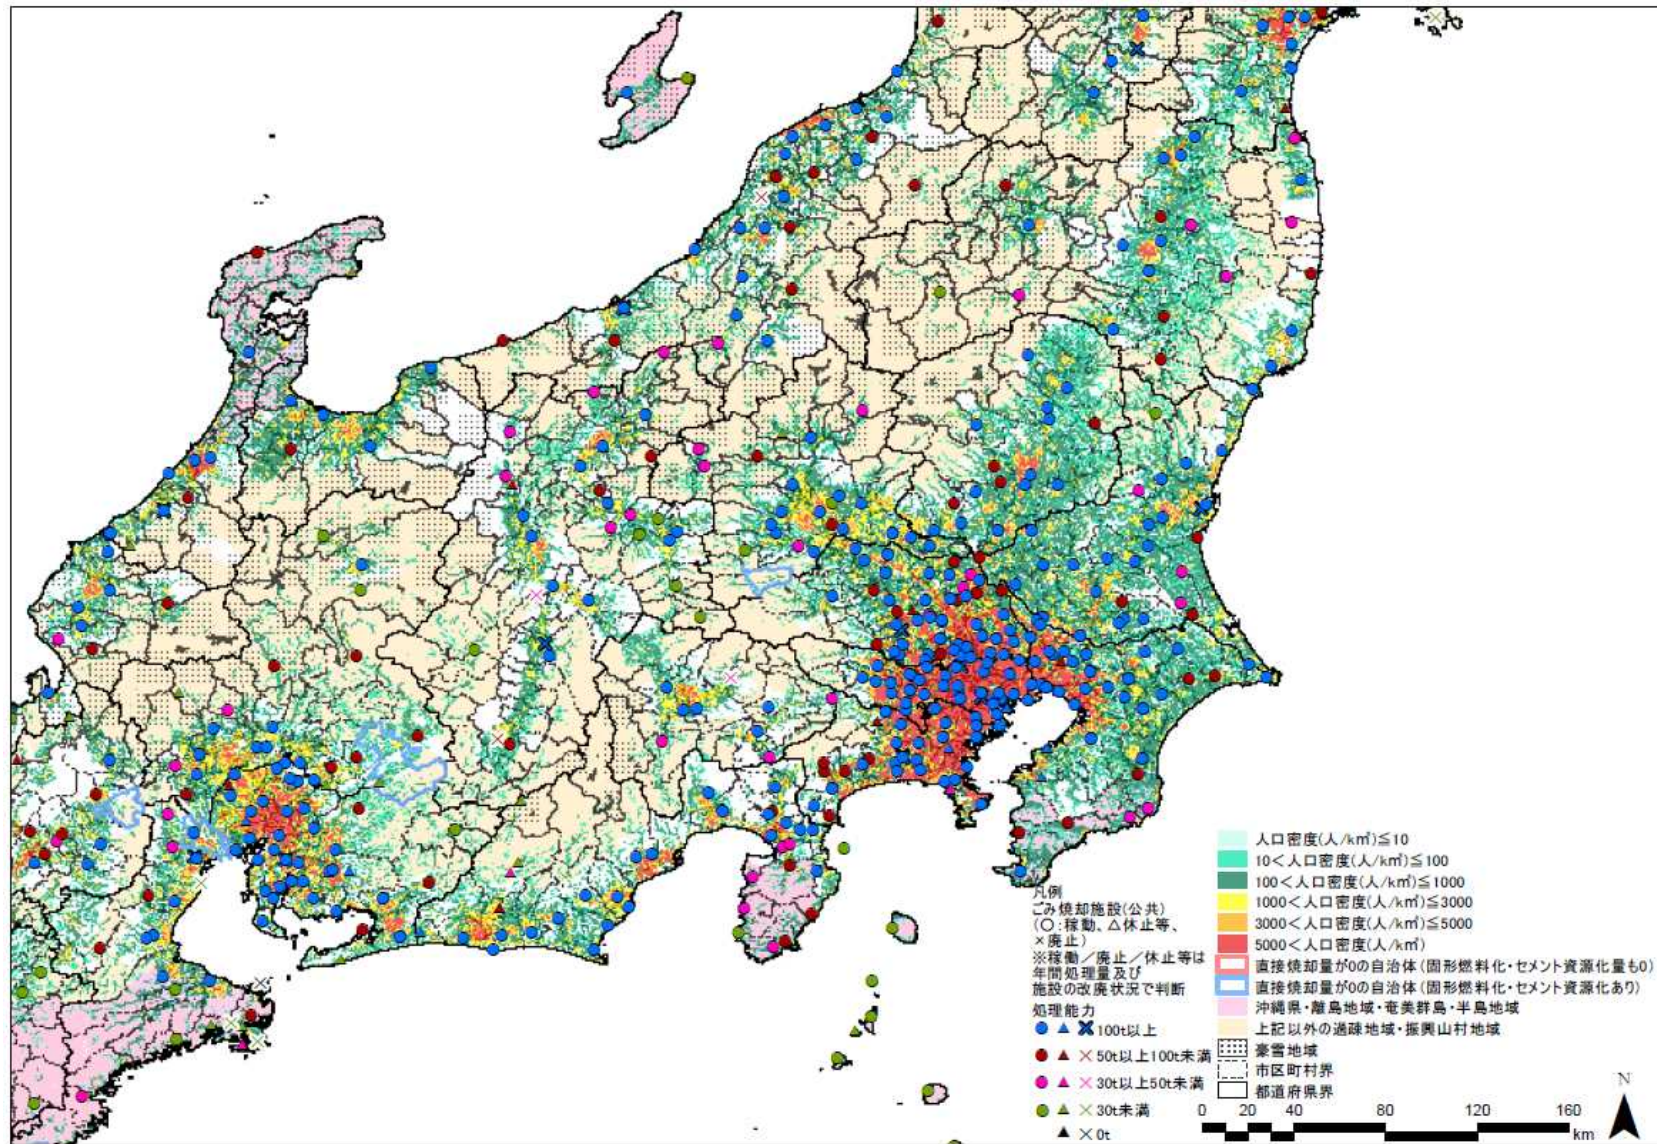 凡例
ごみ焼却施設(公共)
(○:稼動、△休止等、
×廃止)
※稼働/廃止/休止等は
年間処理量及び
施設の改廃状況で判断
処理能力
100t以上
50t以上100t未満
30t以上50t未満
30t未満
0t
人口密度(人/k㎡)≦10
10<人口密度(人/k㎡)≦100
100<人口密度(人/k㎡)≦1000
1000<人口密度(人/k㎡)≦3000
3000<人口密度(人/k㎡)≦5000
5000<人口密度(人/k㎡)
直接焼却量が0の自治体(固形燃料化・セメント資源化量も0)
直接焼却量が0の自治体(固形燃料化・セメント資源化あり)
沖縄県・離島地域・奄美群島・半島地域
上記以外の過疎地域・振興山村地域
豪雪地域
市区町村界
都道府県界
0 20 40 80 120 160
km
N